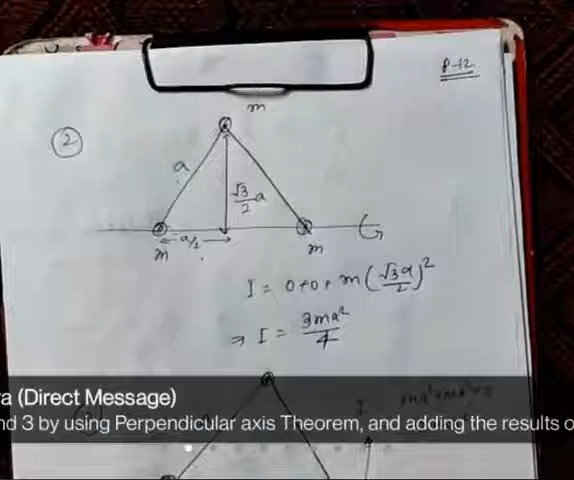 P-12
2
m
a
√3/2 a
a/2
m
m
I = 0+0+ m(√3a/2)²
⇒ I = 3ma²/4
ra (Direct Message)
nd 3 by using Perpendicular axis Theorem, and adding the results o